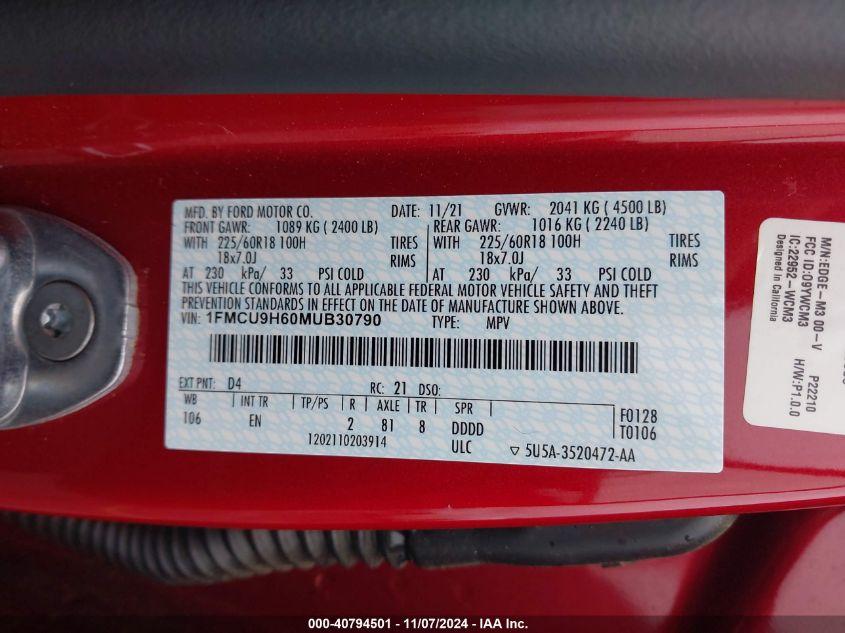 MFD. BY FORD MOTOR CO. DATE: 11/21 GVWR: 2041 KG ( 4500 LB)
FRONT GAWR: 1089 KG ( 2400 LB) REAR GAWR: 1016 KG ( 2240 LB)
WITH 225/60R18 100H TIRES WITH 225/60R18 100H TIRES
18x7.0J RIMS 18x7.0J RIMS
AT 230 kPa/ 33 PSI COLD AT 230 kPa/ 33 PSI COLD
THIS VEHICLE CONFORMS TO ALL APPLICABLE FEDERAL MOTOR VEHICLE SAFETY AND THEFT
PREVENTION STANDARDS IN EFFECT ON THE DATE OF MANUFACTURE SHOWN ABOVE.
VIN: 1FMCU9H60MUB30790 TYPE: MPV
EXT PNT: D4 RC: 21 DSO:
WB INT TR TP/PS R AXLE TR SPR F0128
106 EN 2 81 8 DDDD T0106
1202110203914 ULC ▽ 5U5A-3520472-AA
M/N:EDGE-M3 00-V P22210
FCC ID:O9YWCM3 H/W:P1.0.0
IC:22952-WCM3
Designed in California
000-40794501 - 11/07/2024 - IAA Inc.